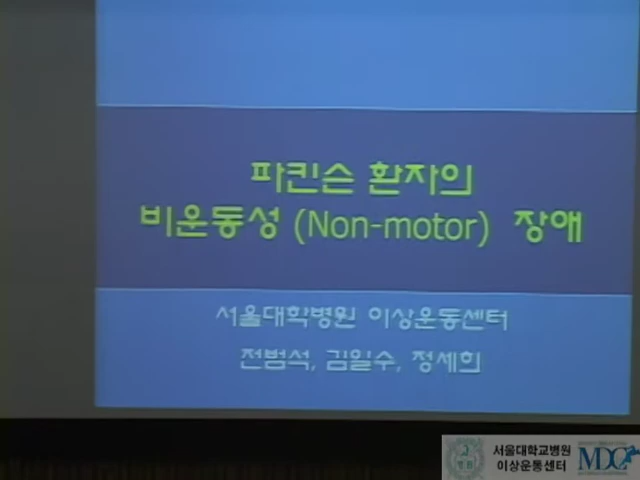 파킨슨 환자의
비운동성 (Non-motor) 장애
서울대학병원 이상운동센터
전범석, 김일수, 정세희
서울대학교병원
이상운동센터
MDC